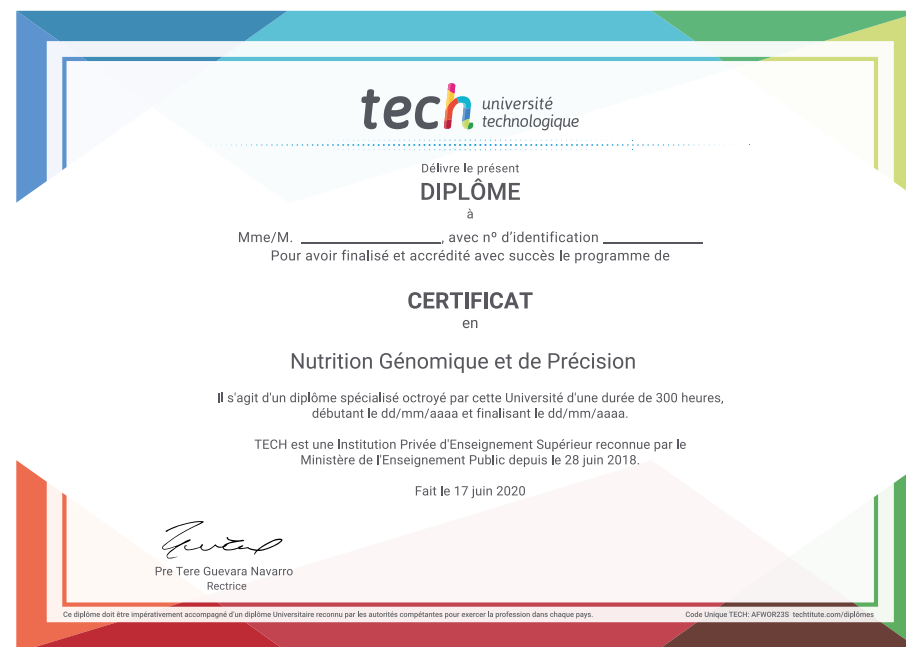 tech université
technologique
Délivre le présent
DIPLÔME
à
Mme/M. ____________________, avec nº d'identification ______________
Pour avoir finalisé et accrédité avec succès le programme de
CERTIFICAT
en
Nutrition Génomique et de Précision
Il s'agit d'un diplôme spécialisé octroyé par cette Université d'une durée de 300 heures,
débutant le dd/mm/aaaa et finalisant le dd/mm/aaaa.
TECH est une Institution Privée d'Enseignement Supérieur reconnue par le
Ministère de l'Enseignement Public depuis le 28 juin 2018.
Fait le 17 juin 2020
Pre Tere Guevara Navarro
Rectrice
Ce diplôme doit être impérativement accompagné d'un diplôme Universitaire reconnu par les autorités compétantes pour exercer la profession dans chaque pays.
Code Unique TECH: AFWOR23S techtitute.com/diplômes